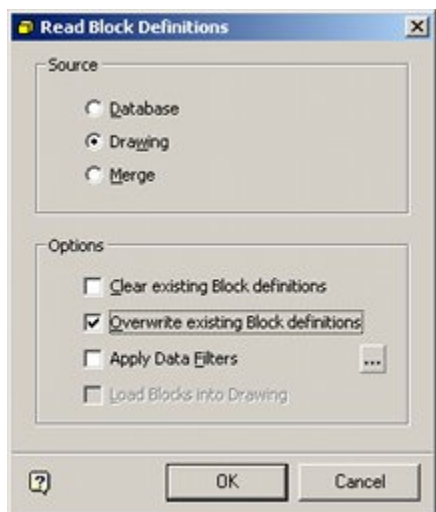 Read Block Definitions
Source
Database
Drawing
Merge
Options
Clear existing Block definitions
Overwrite existing Block definitions
Apply Data Filters
...
Load Blocks into Drawing
OK
Cancel